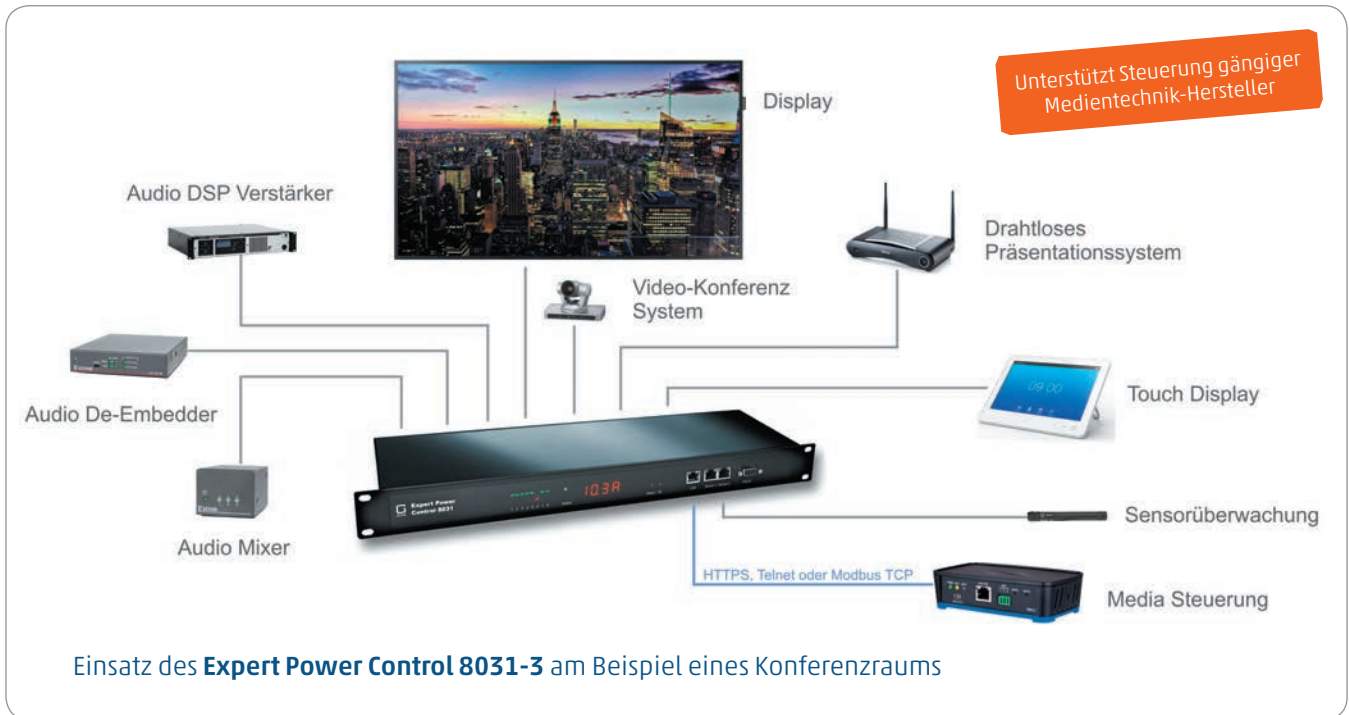 Unterstützt Steuerung gängiger
Medientechnik-Hersteller
Display
Audio DSP Verstärker
Drahtloses
Präsentationssystem
Video-Konferenz
System
Touch Display
Audio De-Embedder
Expert Power
Control 8031
10.3A
Audio Mixer
09:00
Sensorüberwachung
HTTPS, Telnet oder Modbus TCP
Media Steuerung
Einsatz des Expert Power Control 8031-3 am Beispiel eines Konferenzraums